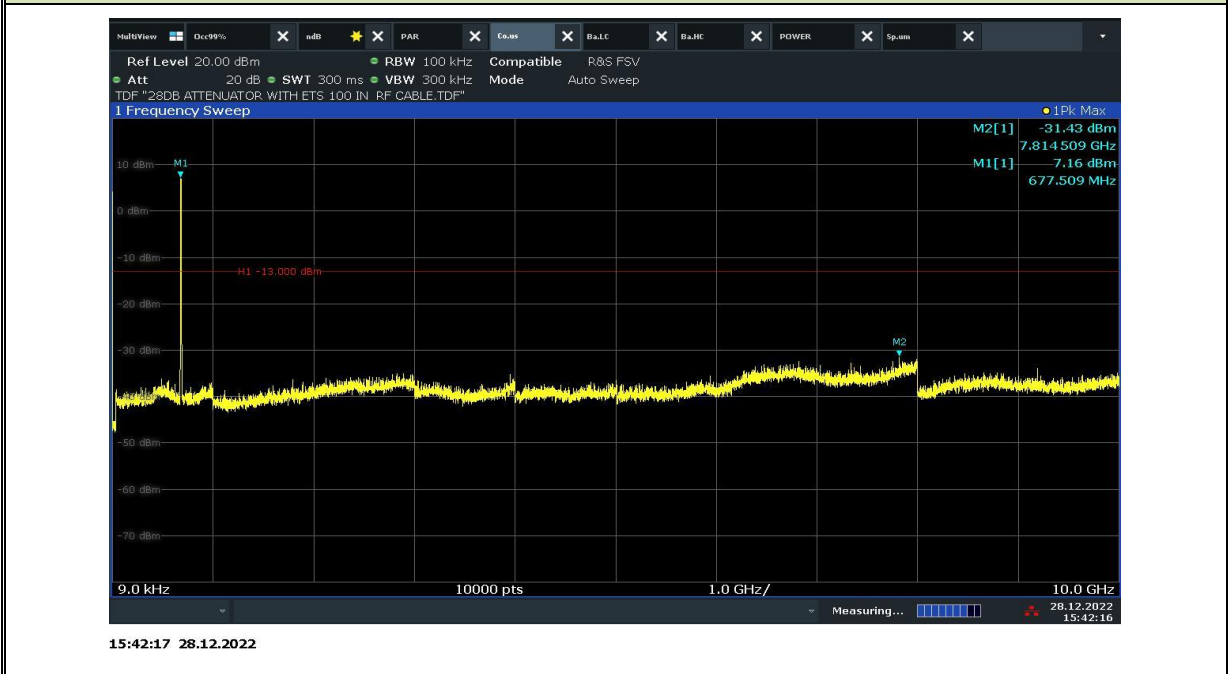 MultiView Occ99% ndB PAR Co.us Ba.LC Ba.HC POWER Sp.um
Ref Level 20.00 dBm RBW 100 kHz Compatible R&S FSV
Att 20 dB SWT 300 ms VBW 300 kHz Mode Auto Sweep
TDF "28DB ATTENUATOR WITH ETS 100 IN RF CABLE.TDF"
1 Frequency Sweep 1Pk Max
M2[1] -31.43 dBm
7.814509 GHz
10 dBm M1 M1[1] 7.16 dBm
677.509 MHz
0 dBm
-10 dBm
H1 -13.000 dBm
-20 dBm
-30 dBm M2
-50 dBm
-60 dBm
-70 dBm
9.0 kHz 10000 pts 1.0 GHz/ 10.0 GHz
Measuring... 28.12.2022
15:42:16
15:42:17 28.12.2022